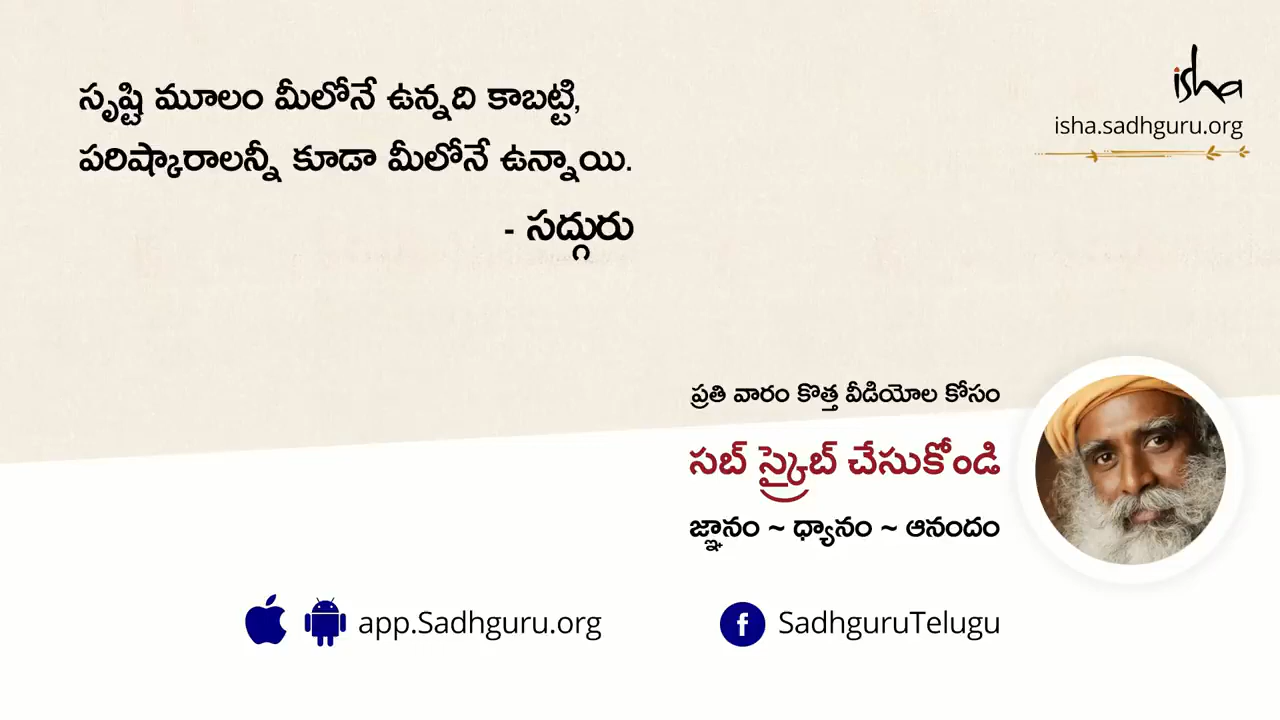 సృష్టి మూలం మీలోనే ఉన్నది కాబట్టి,
పరిష్కారాలన్నీ కూడా మీలోనే ఉన్నాయి.
- సద్గురు
isha
isha.sadhguru.org
ప్రతి వారం కొత్త వీడియోల కోసం
సబ్ స్క్రైబ్ చేసుకోండి
జ్ఞానం ~ ధ్యానం ~ ఆనందం
app.Sadhguru.org
SadhguruTelugu